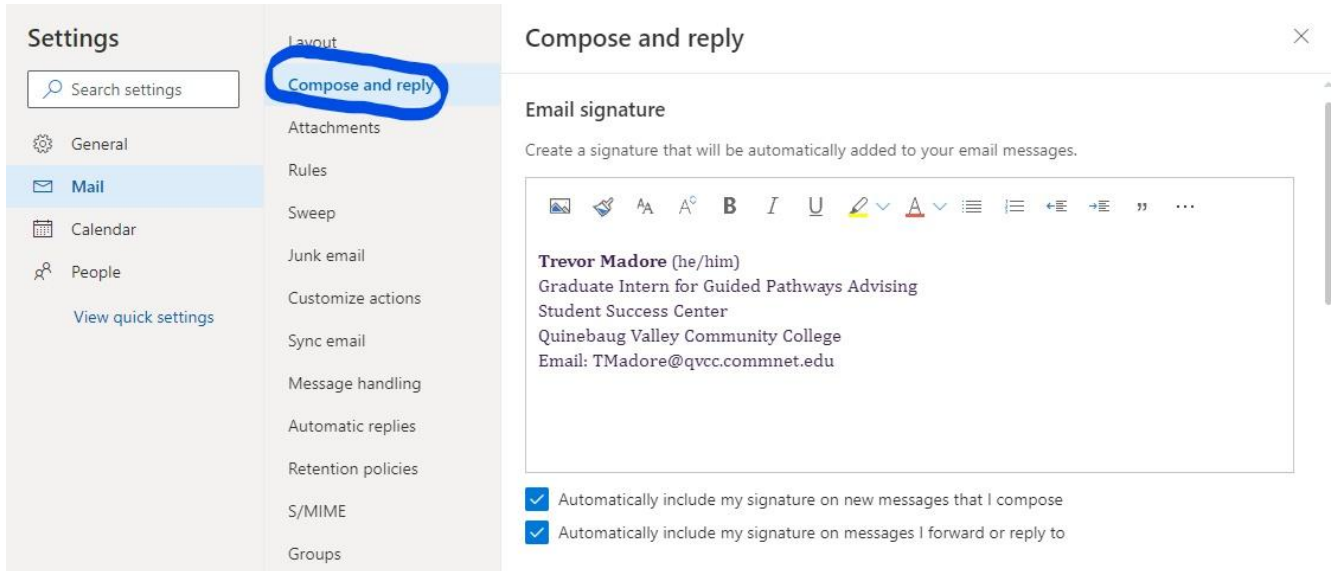 Settings
Search settings
General
Mail
Calendar
People
View quick settings
Layout
Compose and reply
Attachments
Rules
Sweep
Junk email
Customize actions
Sync email
Message handling
Automatic replies
Retention policies
S/MIME
Groups
Compose and reply
Email signature
Create a signature that will be automatically added to your email messages.
B I U
Trevor Madore (he/him)
Graduate Intern for Guided Pathways Advising
Student Success Center
Quinebaug Valley Community College
Email: TMadore@qvcc.commnet.edu
Automatically include my signature on new messages that I compose
Automatically include my signature on messages I forward or reply to